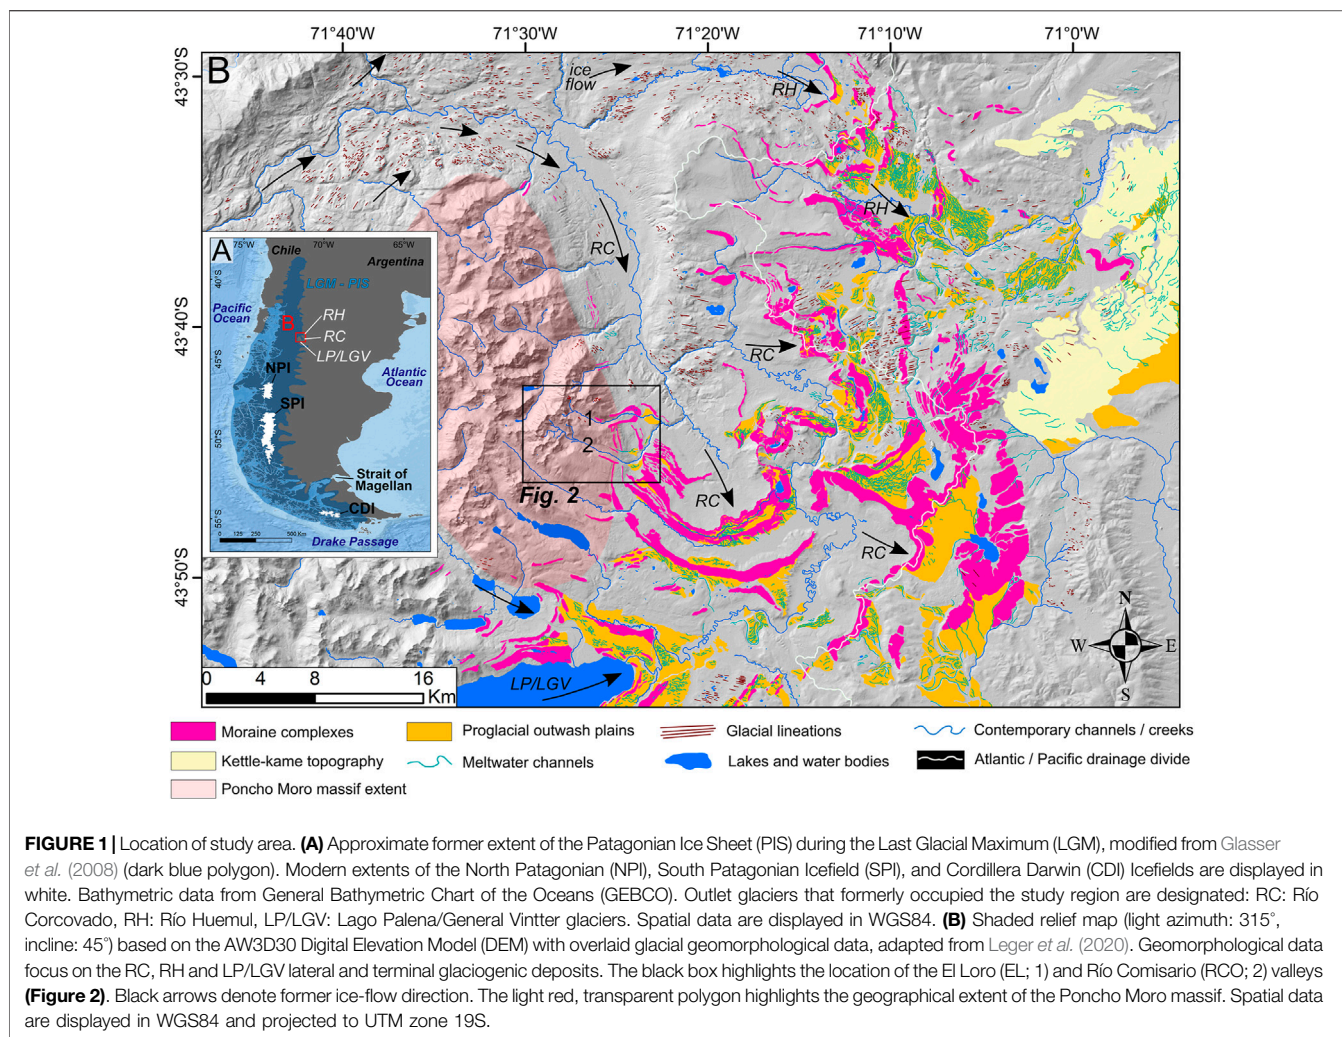 71°40'W
71°30'W
71°20'W
71°10'W
71°0'W
43°30'S
43°40'S
43°50'S
B
ice
flow
RH
RH
RC
RC
RC
RC
1
2
Fig. 2
LP/LGV
A
75°W
70°W
65°W
40°S
45°S
50°S
55°S
Chile
Argentina
LGM - PIS
Pacific
Ocean
B
RH
RC
LP/LGV
NPI
SPI
Atlantic
Ocean
Strait of
Magellan
CDI
Drake Passage
0 125 250 500 Km
0 4 8 16
Km
N
W E
S
Moraine complexes
Proglacial outwash plains
Glacial lineations
Contemporary channels / creeks
Kettle-kame topography
Meltwater channels
Lakes and water bodies
Atlantic / Pacific drainage divide
Poncho Moro massif extent
FIGURE 1 | Location of study area. (A) Approximate former extent of the Patagonian Ice Sheet (PIS) during the Last Glacial Maximum (LGM), modified from Glasser
et al. (2008) (dark blue polygon). Modern extents of the North Patagonian (NPI), South Patagonian Icefield (SPI), and Cordillera Darwin (CDI) Icefields are displayed in
white. Bathymetric data from General Bathymetric Chart of the Oceans (GEBCO). Outlet glaciers that formerly occupied the study region are designated: RC: Río
Corcovado, RH: Río Huemul, LP/LGV: Lago Palena/General Vintter glaciers. Spatial data are displayed in WGS84. (B) Shaded relief map (light azimuth: 315°,
incline: 45°) based on the AW3D30 Digital Elevation Model (DEM) with overlaid glacial geomorphological data, adapted from Leger et al. (2020). Geomorphological data
focus on the RC, RH and LP/LGV lateral and terminal glaciogenic deposits. The black box highlights the location of the El Loro (EL; 1) and Río Comisario (RCO; 2) valleys
(Figure 2). Black arrows denote former ice-flow direction. The light red, transparent polygon highlights the geographical extent of the Poncho Moro massif. Spatial data
are displayed in WGS84 and projected to UTM zone 19S.